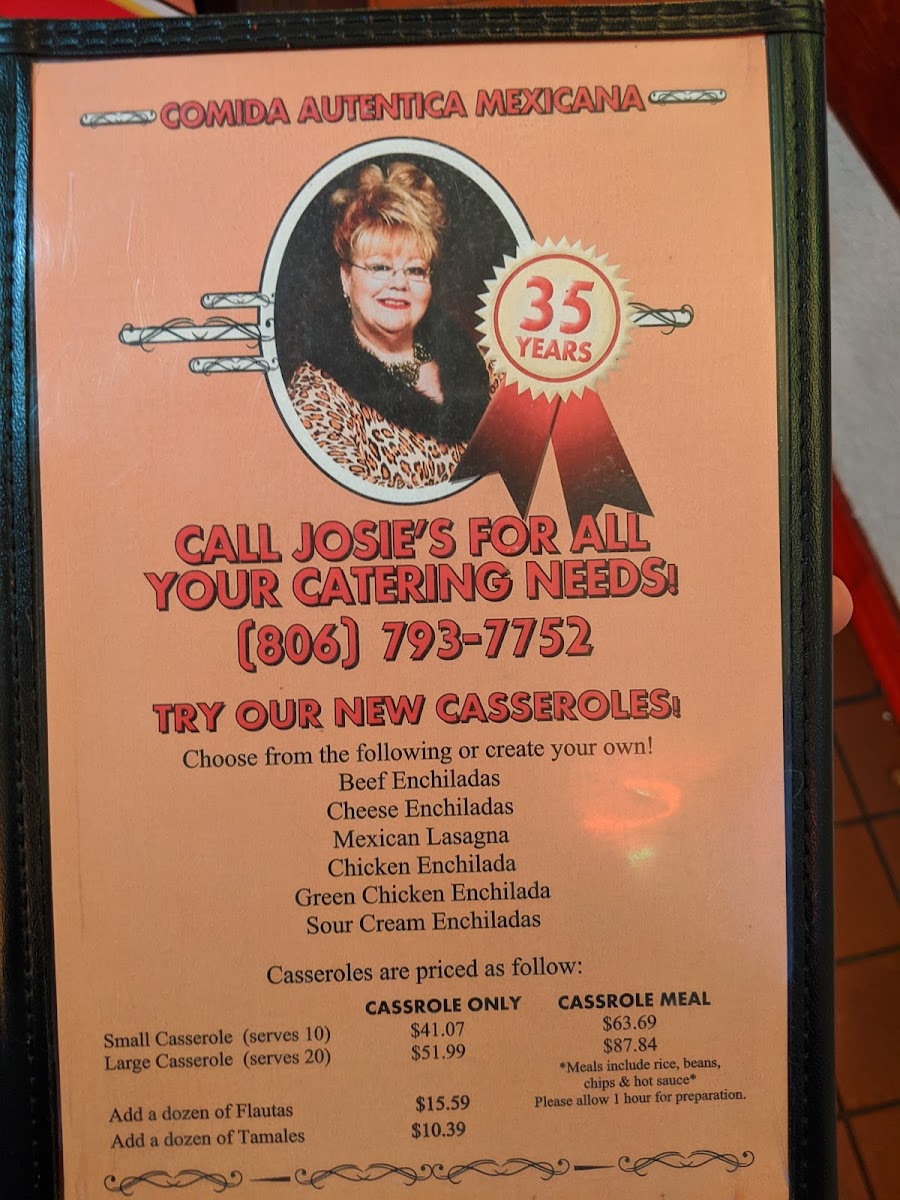 COMIDA AUTENTICA MEXICANA
35
YEARS
CALL JOSIE'S FOR ALL
YOUR CATERING NEEDS!
(806) 793-7752
TRY OUR NEW CASSEROLES!
Choose from the following or create your own!
Beef Enchiladas
Cheese Enchiladas
Mexican Lasagna
Chicken Enchilada
Green Chicken Enchilada
Sour Cream Enchiladas
Casseroles are priced as follow:
CASSROLE ONLY CASSROLE MEAL
Small Casserole (serves 10) $41.07 $63.69
Large Casserole (serves 20) $51.99 $87.84
*Meals include rice, beans,
chips & hot sauce*
Please allow 1 hour for preparation.
Add a dozen of Flautas $15.59
Add a dozen of Tamales $10.39